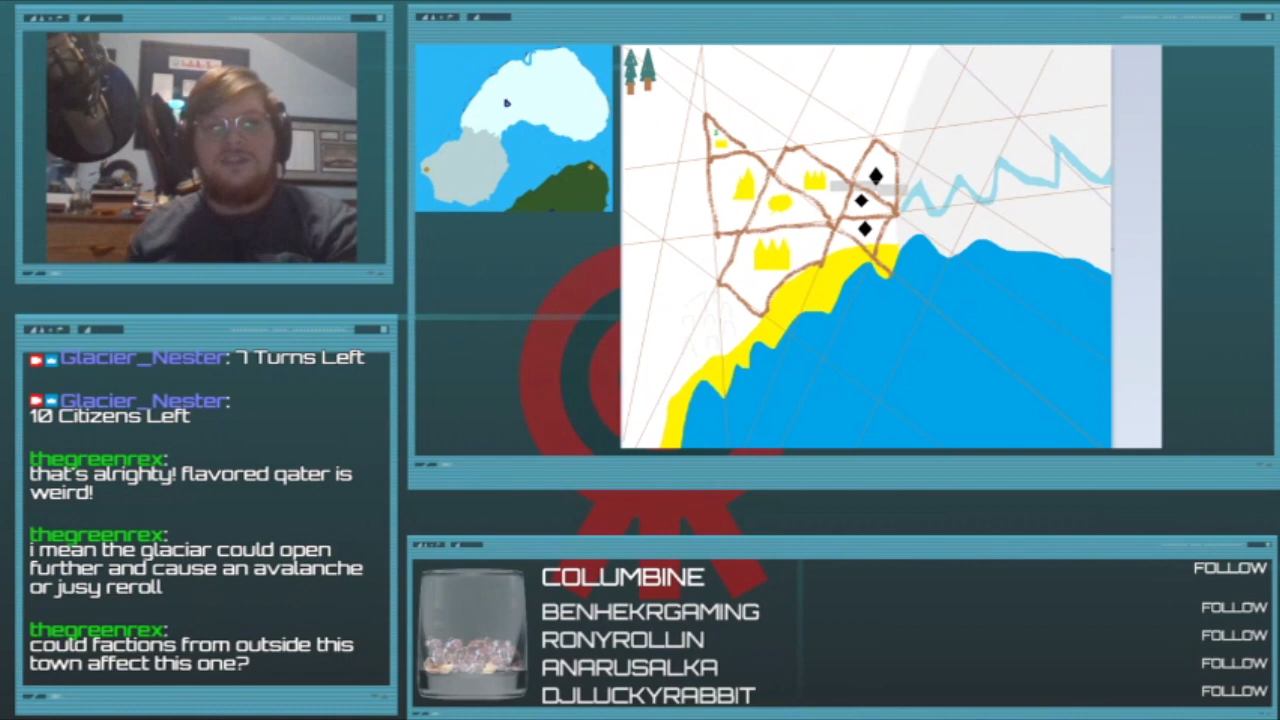 Glacier_Nester: 7 Turns Left
Glacier_Nester:
10 Citizens Left
thegreenrex:
that's alrighty! flavored qater is
weird!
thegreenrex:
i mean the glaciar could open
further and cause an avalanche
or jusy reroll
thegreenrex:
could factions from outside this
town affect this one?
COLUMBINE
FOLLOW
BENHEKRGAMING
FOLLOW
RONYROLLIN
FOLLOW
ANARUSALKA
FOLLOW
DJLUCKYRABBIT
FOLLOW